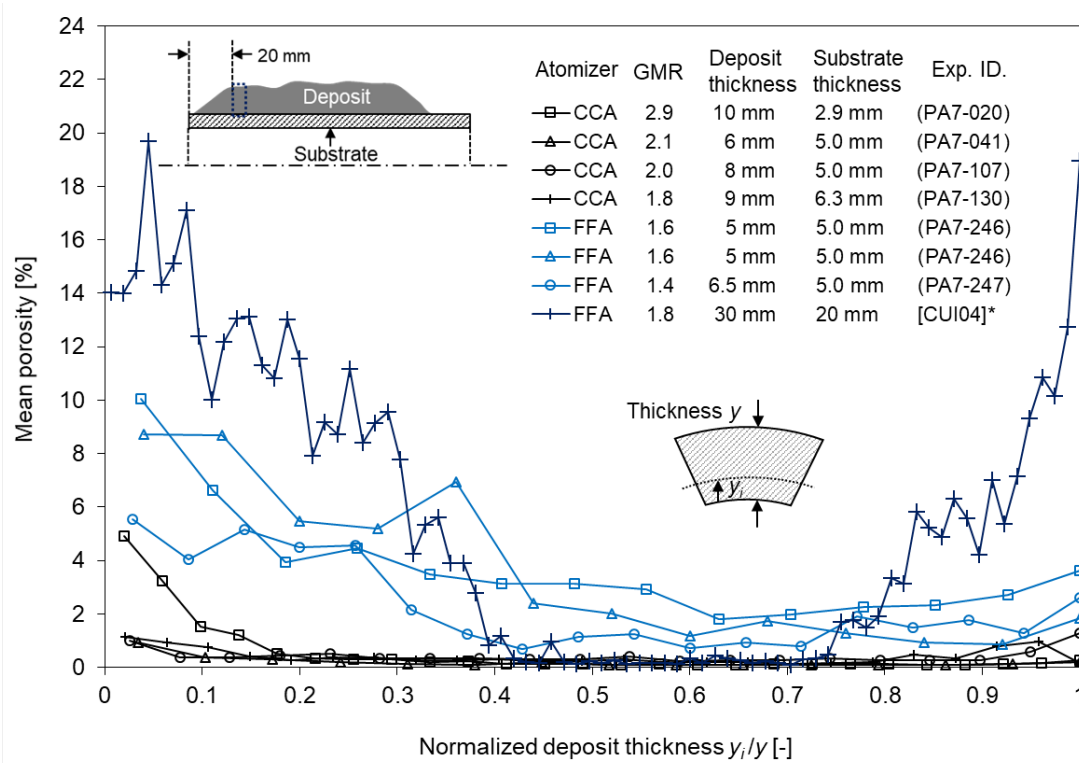 24
22
20
18
16
14
12
10
8
6
4
2
0
Mean porosity [%]
0 0.1 0.2 0.3 0.4 0.5 0.6 0.7 0.8 0.9 1
Normalized deposit thickness yi/y [-]
20 mm
Deposit
Substrate
Atomizer GMR Deposit thickness Substrate thickness Exp. ID.
CCA 2.9 10 mm 2.9 mm (PA7-020)
CCA 2.1 6 mm 5.0 mm (PA7-041)
CCA 2.0 8 mm 5.0 mm (PA7-107)
CCA 1.8 9 mm 6.3 mm (PA7-130)
FFA 1.6 5 mm 5.0 mm (PA7-246)
FFA 1.6 5 mm 5.0 mm (PA7-246)
FFA 1.4 6.5 mm 5.0 mm (PA7-247)
FFA 1.8 30 mm 20 mm [CUI04]*
Thickness y
yi